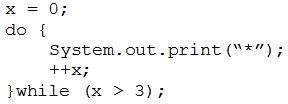 x = 0;
do {
     System.out.print(“*”);
     ++x;
}while (x > 3);